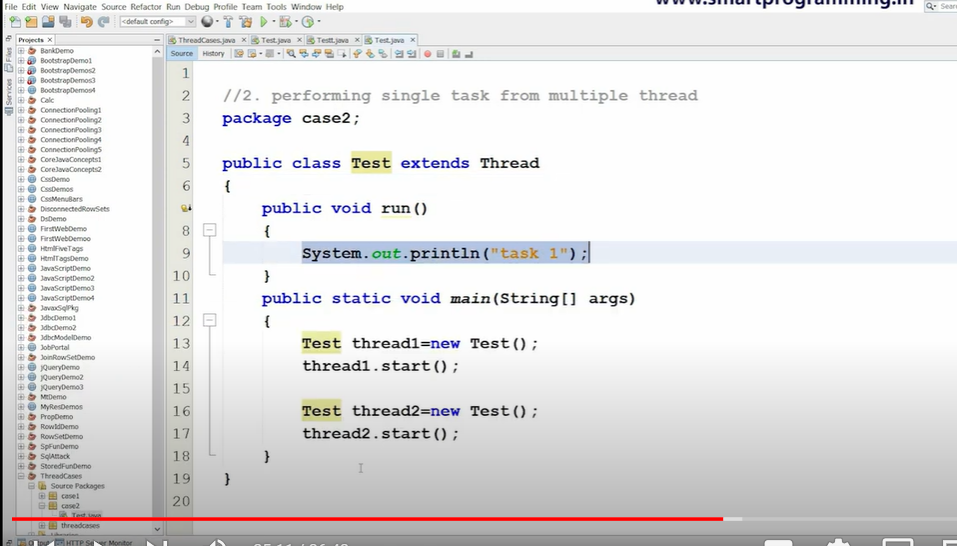 www.smartprogramming.in
File Edit View Navigate Source Refactor Run Debug Profile Team Tools Window Help
<default config>
Projects
ThreadCases.java
Test.java
Testt.java
Test.java
Source History
Files
Services
BankDemo
BootstrapDemo1
BootstrapDemos2
BootstrapDemos3
BootstrapDemos4
Calc
ConnectionPooling1
ConnectionPooling2
ConnectionPooling3
ConnectionPooling4
ConnectionPooling5
CoreJavaConcepts1
CoreJavaConcepts2
CssDemo
CssDemos
CssMenuBars
DisconnectedRowSets
DsDemo
FirstWebDemo
FirstWebDemoo
HtmlFiveTags
HtmlTagsDemo
JavaScriptDemo
JavaScriptDemo2
JavaScriptDemo3
JavaScriptDemo4
JavaxSqlPkg
JdbcDemo1
JdbcDemo2
JdbcModelDemo
JobPortal
JoinRowSetDemo
jQueryDemo
jQueryDemo2
jQueryDemo3
MtDemo
MyResDemos
PropDemo
RowIdDemo
RowSetDemo
SpFunDemo
SqlAttack
StoredFunDemo
ThreadCases
Source Packages
case1
case2
Test.java
threadcases
Libraries
1
2 //2. performing single task from multiple thread
3 package case2;
4
5 public class Test extends Thread
6 {
public void run()
8 {
9 System.out.println("task 1");
10 }
11 public static void main(String[] args)
12 {
13 Test thread1=new Test();
14 thread1.start();
15
16 Test thread2=new Test();
17 thread2.start();
18 }
19 }
20
HTTP Server Monitor